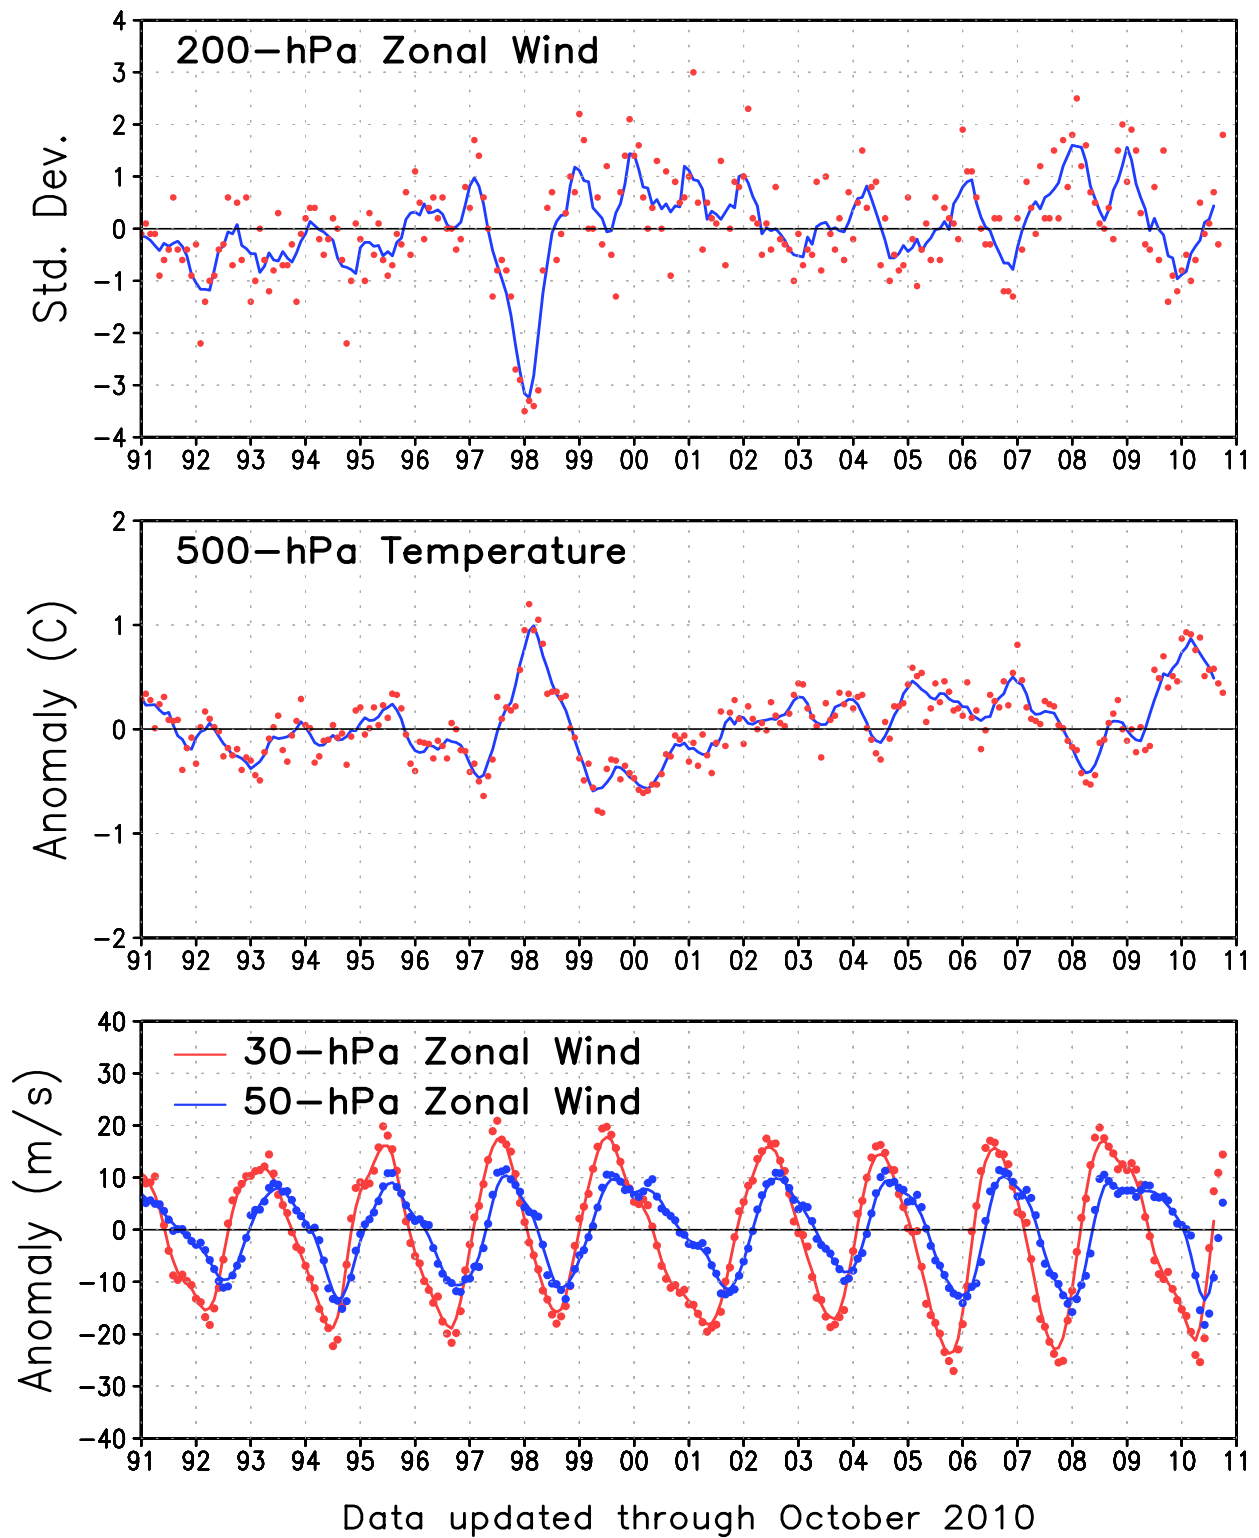 200-hPa Zonal Wind
Std. Dev.
4
3
2
1
0
-1
-2
-3
-4
91 92 93 94 95 96 97 98 99 00 01 02 03 04 05 06 07 08 09 10 11
500-hPa Temperature
Anomaly (C)
2
1
0
-1
-2
91 92 93 94 95 96 97 98 99 00 01 02 03 04 05 06 07 08 09 10 11
30-hPa Zonal Wind
50-hPa Zonal Wind
Anomaly (m/s)
40
30
20
10
0
-10
-20
-30
-40
91 92 93 94 95 96 97 98 99 00 01 02 03 04 05 06 07 08 09 10 11
Data updated through October 2010